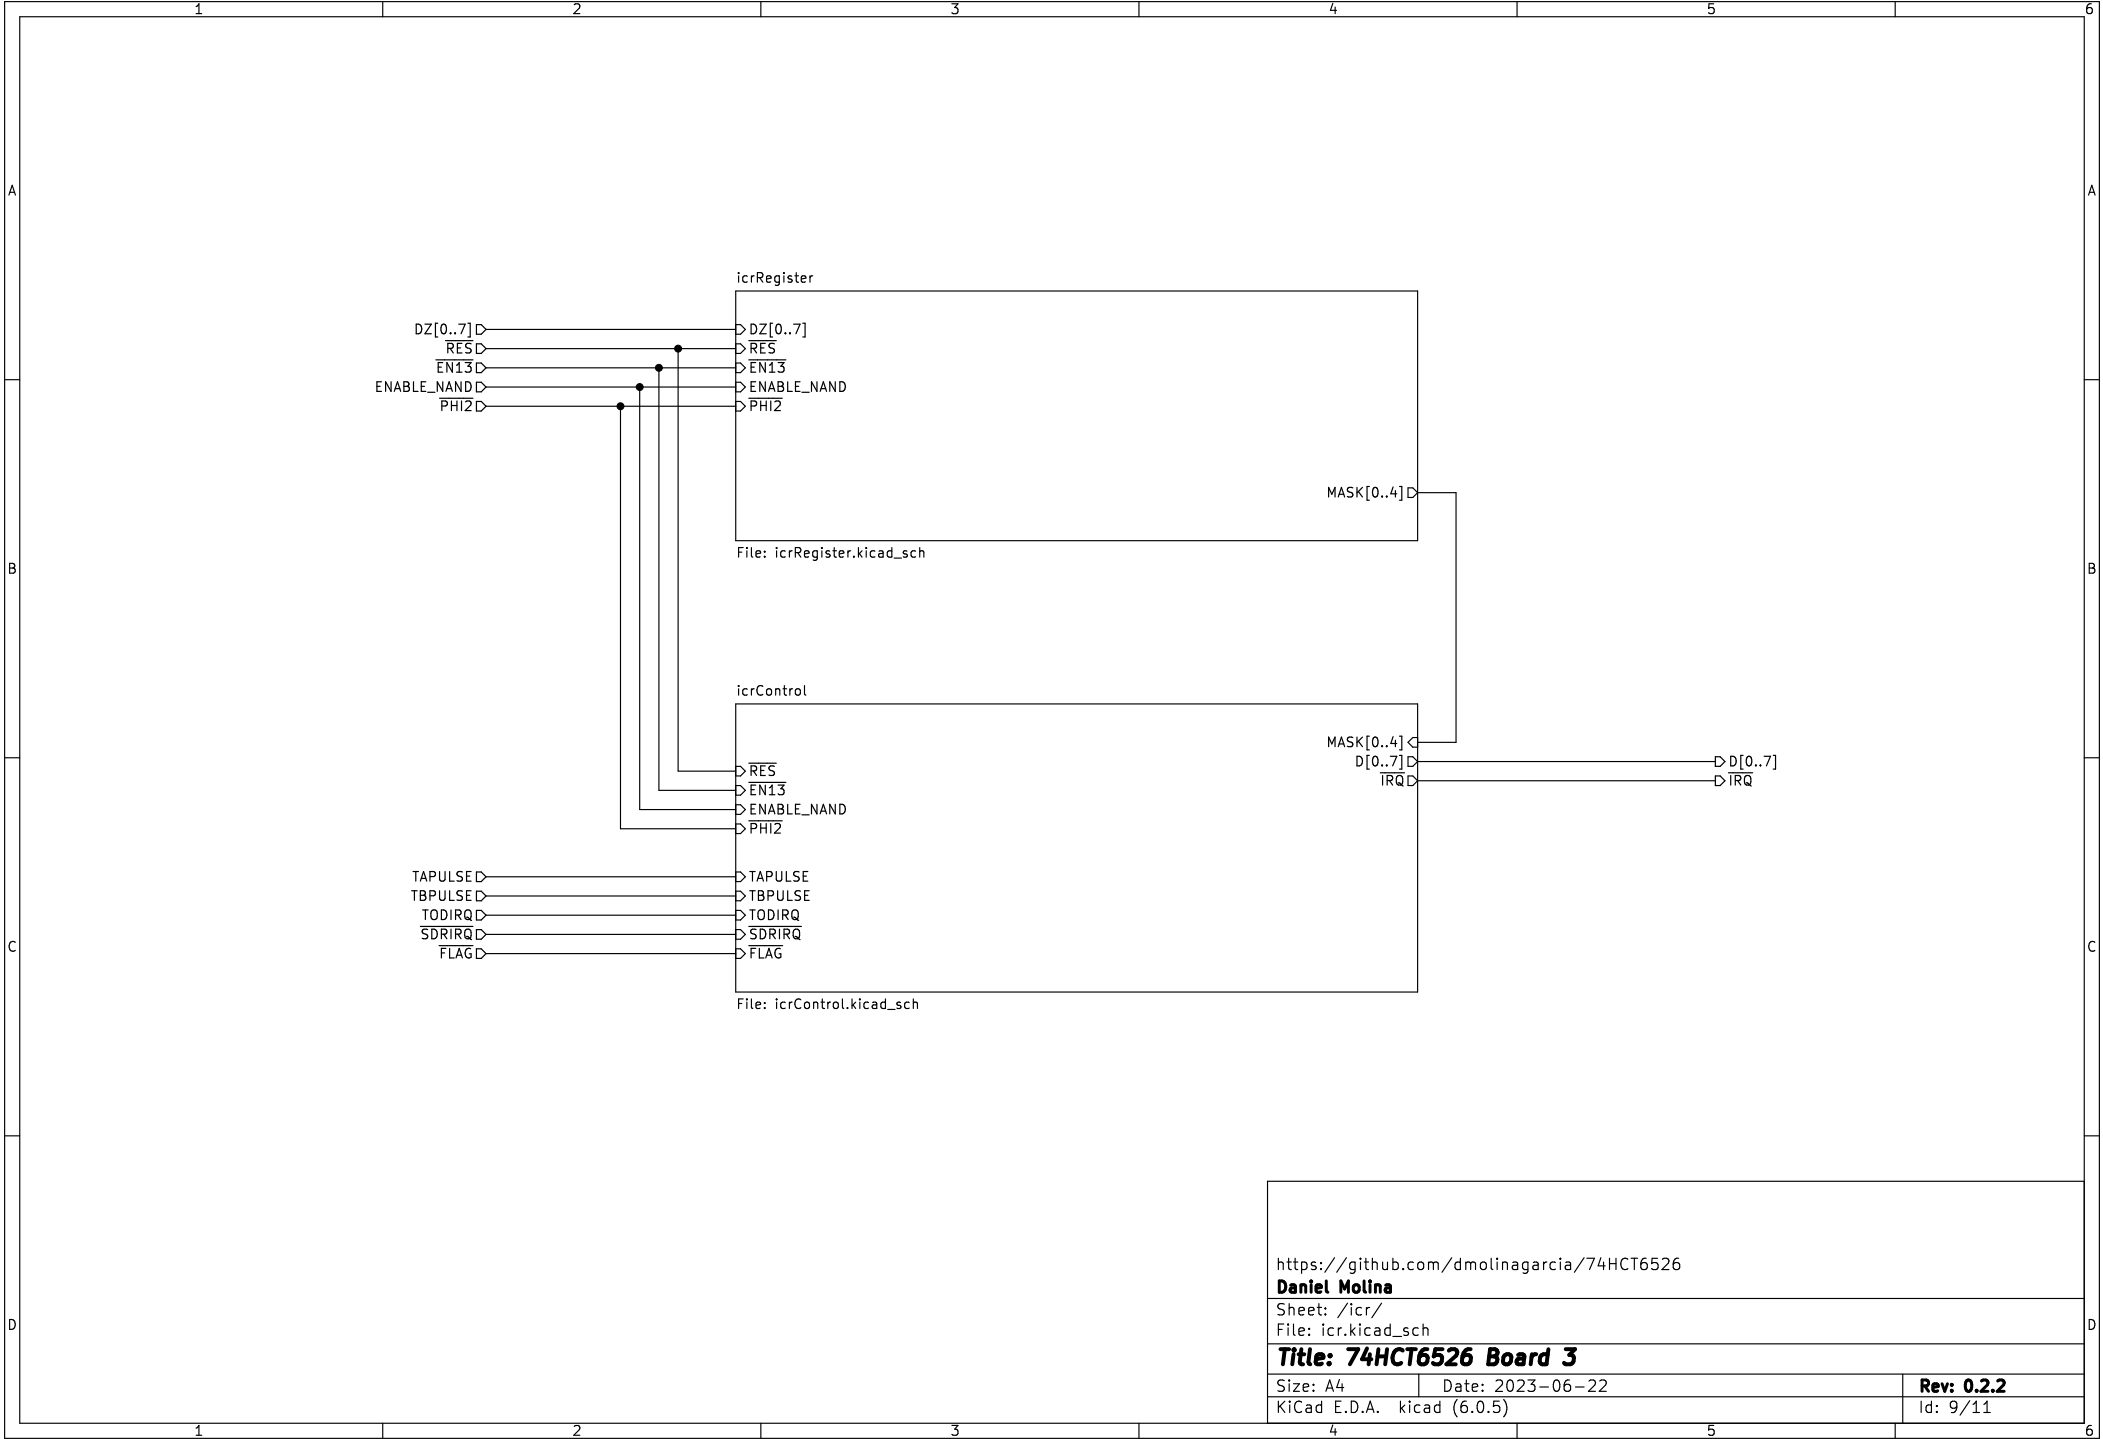 1 2 3 4 5 6
A A
icrRegister
DZ[0..7] DZ[0..7]
RES RES
EN13 EN13
ENABLE_NAND ENABLE_NAND
PHI2 PHI2
MASK[0..4]
File: icrRegister.kicad_sch
B B
icrControl
MASK[0..4]
D[0..7] D[0..7]
RES IRQ IRQ
EN13
ENABLE_NAND
PHI2
TAPULSE TAPULSE
TBPULSE TBPULSE
TODIRQ TODIRQ
SDRIRQ SDRIRQ
C C
FLAG FLAG
File: icrControl.kicad_sch
https://github.com/dmolinagarcia/74HCT6526
Daniel Molina
Sheet: /icr/
D D
File: icr.kicad_sch
Title: 74HCT6526 Board 3
Size: A4 Date: 2023-06-22 Rev: 0.2.2
KiCad E.D.A. kicad (6.0.5) Id: 9/11
1 2 3 4 5 6